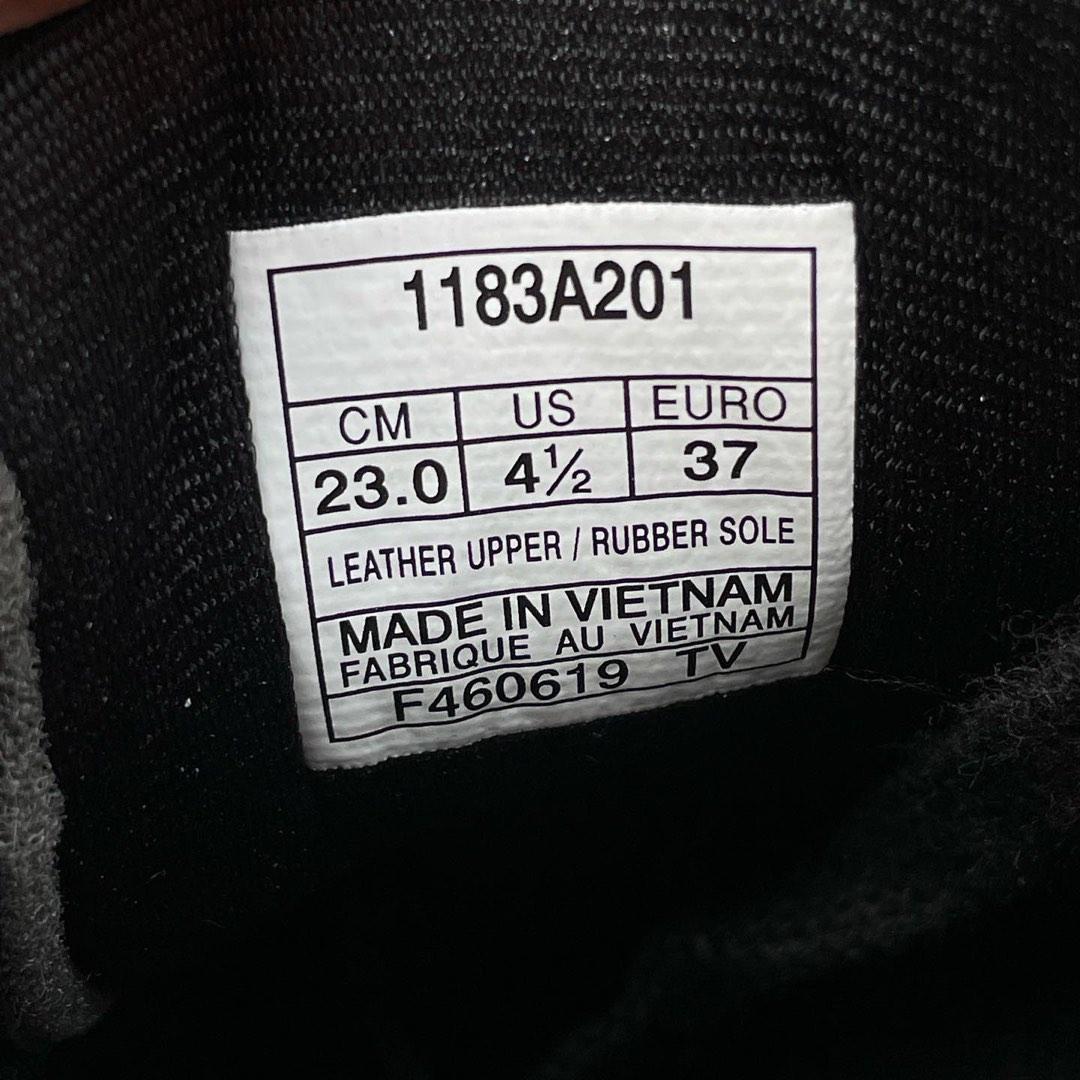 1183A201
CM US EURO
23.0 4½ 37
LEATHER UPPER / RUBBER SOLE
MADE IN VIETNAM
FABRIQUE AU VIETNAM
F460619 TV